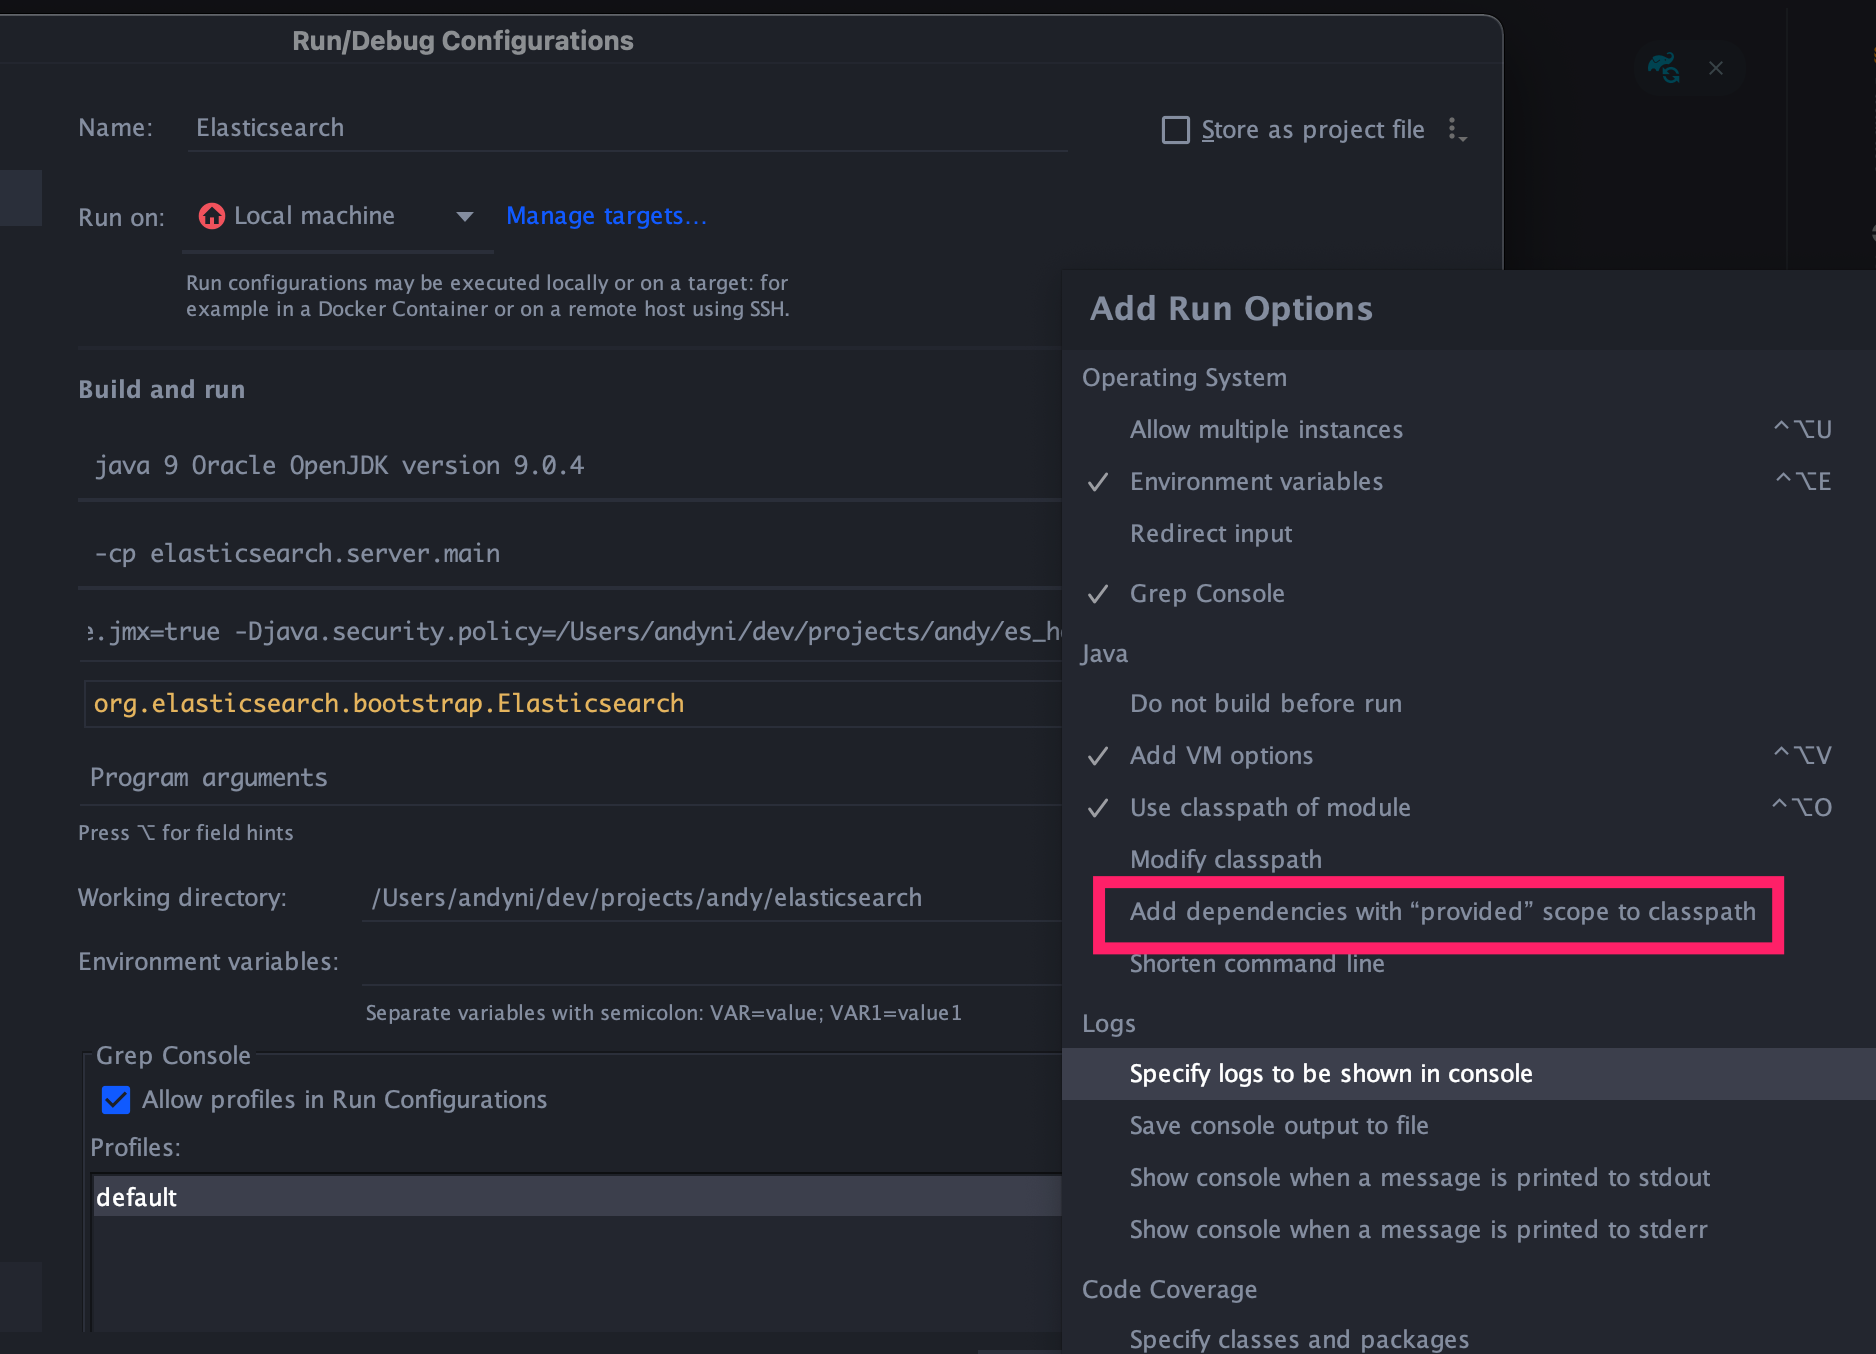 Run/Debug Configurations
Name: Elasticsearch
Store as project file
Run on: Local machine Manage targets...
Run configurations may be executed locally or on a target: for
example in a Docker Container or on a remote host using SSH.
Build and run
java 9 Oracle OpenJDK version 9.0.4
-cp elasticsearch.server.main
e.jmx=true -Djava.security.policy=/Users/andyni/dev/projects/andy/es_h
org.elasticsearch.bootstrap.Elasticsearch
Program arguments
Press ⌥ for field hints
Working directory: /Users/andyni/dev/projects/andy/elasticsearch
Environment variables:
Separate variables with semicolon: VAR=value; VAR1=value1
Grep Console
Allow profiles in Run Configurations
Profiles:
default
Add Run Options
Operating System
Allow multiple instances ^⌥U
Environment variables ^⌥E
Redirect input
Grep Console
Java
Do not build before run
Add VM options ^⌥V
Use classpath of module ^⌥O
Modify classpath
Add dependencies with “provided” scope to classpath
Shorten command line
Logs
Specify logs to be shown in console
Save console output to file
Show console when a message is printed to stdout
Show console when a message is printed to stderr
Code Coverage
Specify classes and packages